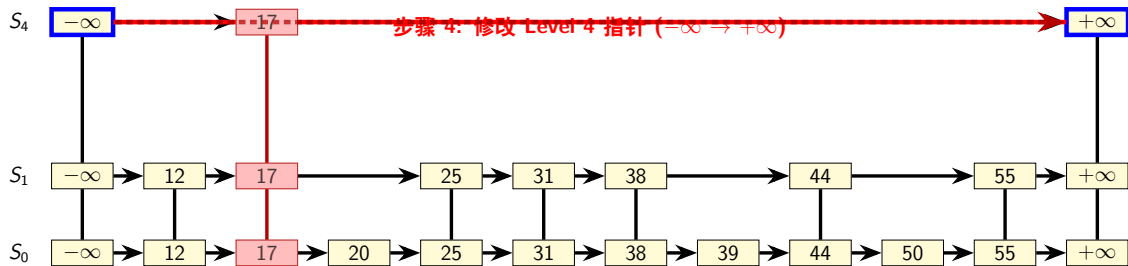 S₄ −∞ 17 步骤 4: 修改 Level 4 指针 (−∞ → +∞) +∞
S₁ −∞ 12 17 25 31 38 44 55 +∞
S₀ −∞ 12 17 20 25 31 38 39 44 50 55 +∞